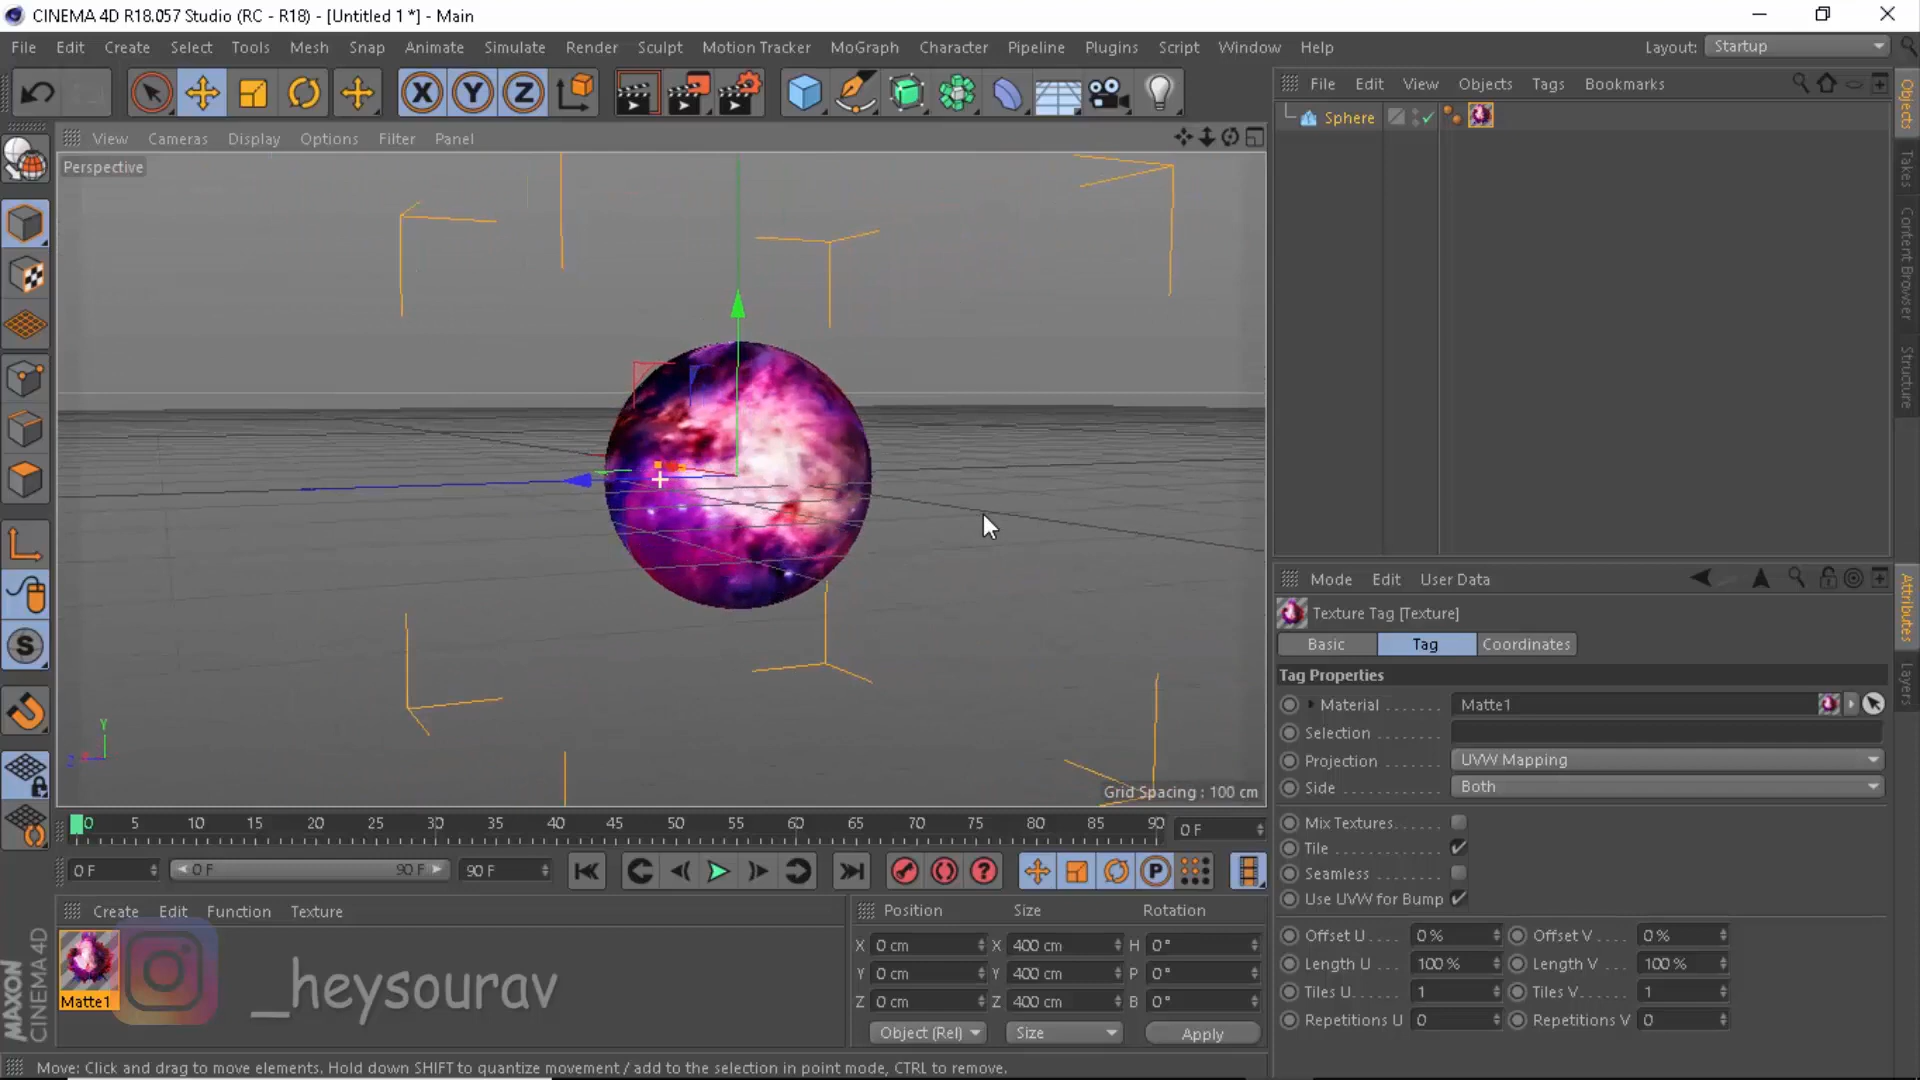 CINEMA 4D R18.057 Studio (RC - R18) - [Untitled 1 *] - Main
File Edit Create Select Tools Mesh Snap Animate Simulate Render Sculpt Motion Tracker MoGraph Character Pipeline Plugins Script Window Help Layout: Startup
X Y Z
File Edit View Objects Tags Bookmarks
Objects
Takes
Content Browser
Structure
Sphere
View Cameras Display Options Filter Panel
Perspective
Y
Z
Grid Spacing : 100 cm
Mode Edit User Data
Attributes
Layers
Texture Tag [Texture]
Basic Tag Coordinates
Tag Properties
Material Matte1
Selection
Projection UVW Mapping
Side Both
Mix Textures
Tile
Seamless
Use UVW for Bump
Offset U 0 % Offset V 0 %
Length U 100 % Length V 100 %
Tiles U 1 Tiles V 1
Repetitions U 0 Repetitions V 0
0 5 10 15 20 25 30 35 40 45 50 55 60 65 70 75 80 85 90 0 F
0 F 0 F 90 F 90 F
Create Edit Function Texture
Matte1
_heysourav
MAXON CINEMA 4D
Position Size Rotation
X 0 cm X 400 cm H 0 °
Y 0 cm Y 400 cm P 0 °
Z 0 cm Z 400 cm B 0 °
Object (Rel) Size Apply
Move: Click and drag to move elements. Hold down SHIFT to quantize movement / add to the selection in point mode, CTRL to remove.